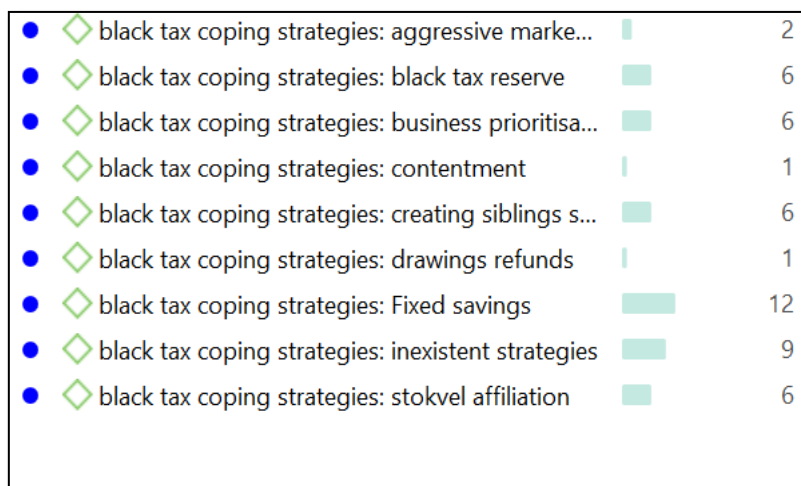 black tax coping strategies: aggressive marke... 2
black tax coping strategies: black tax reserve 6
black tax coping strategies: business prioritisa... 6
black tax coping strategies: contentment 1
black tax coping strategies: creating siblings s... 6
black tax coping strategies: drawings refunds 1
black tax coping strategies: Fixed savings 12
black tax coping strategies: inexistent strategies 9
black tax coping strategies: stokvel affiliation 6